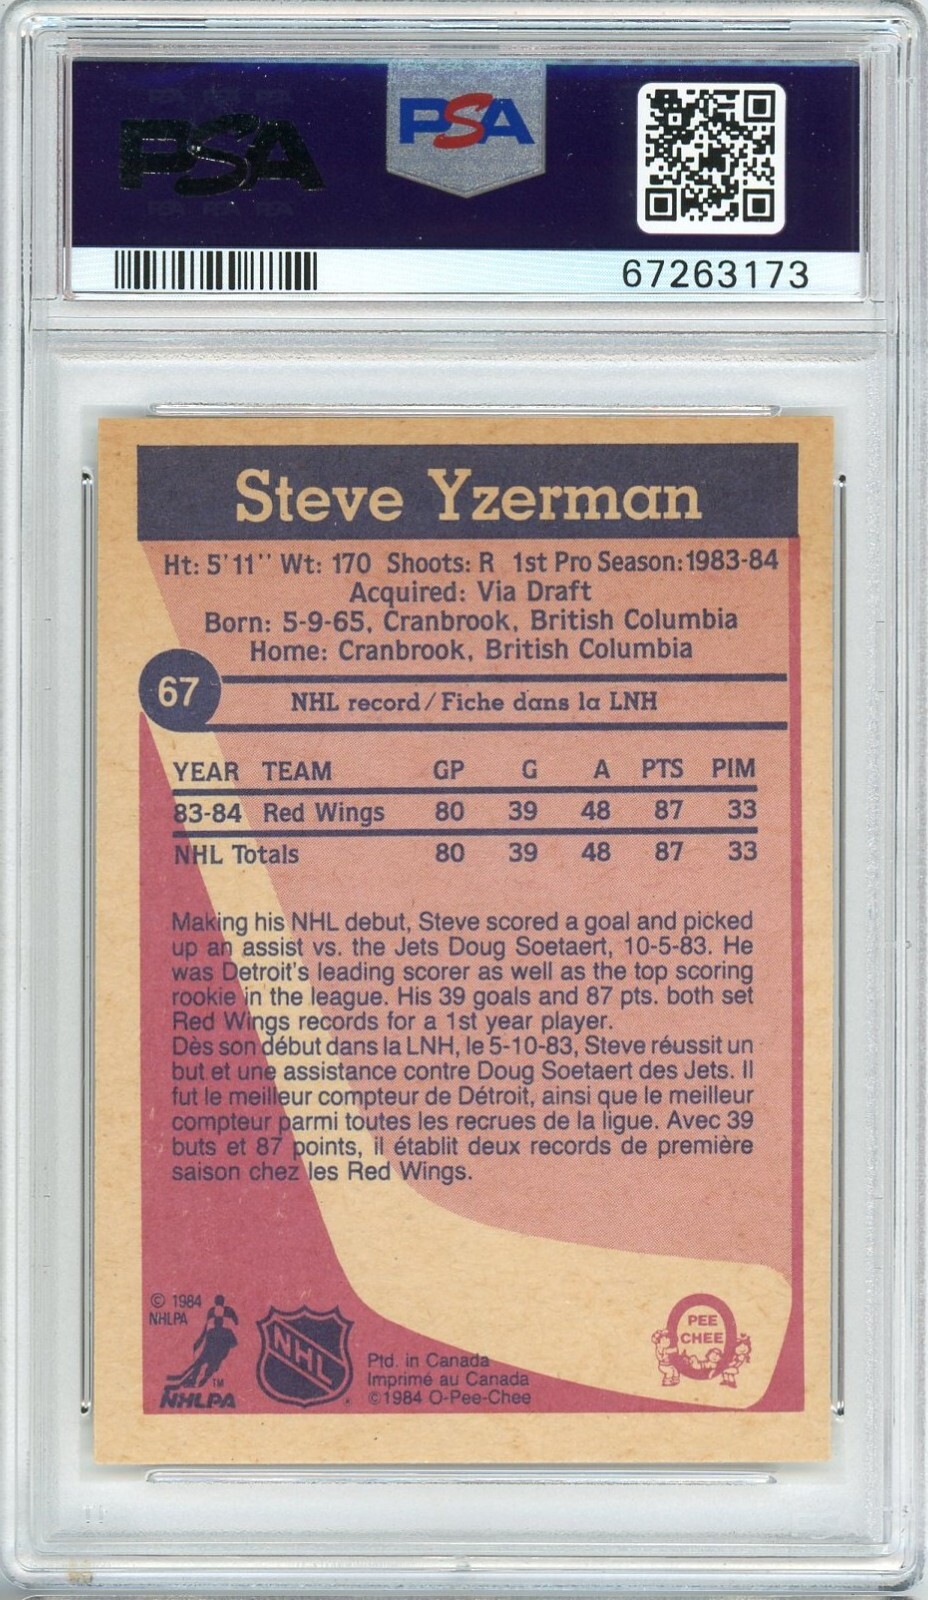 PSA
PSA
67263173
Steve Yzerman
Ht: 5'11'' Wt: 170 Shoots: R 1st Pro Season: 1983-84
Acquired: Via Draft
Born: 5-9-65, Cranbrook, British Columbia
Home: Cranbrook, British Columbia
67
NHL record/Fiche dans la LNH
YEAR TEAM GP G A PTS PIM
83-84 Red Wings 80 39 48 87 33
NHL Totals 80 39 48 87 33
Making his NHL debut, Steve scored a goal and picked
up an assist vs. the Jets Doug Soetaert, 10-5-83. He
was Detroit's leading scorer as well as the top scoring
rookie in the league. His 39 goals and 87 pts. both set
Red Wings records for a 1st year player.
Dès son début dans la LNH, le 5-10-83, Steve réussit un
but et une assistance contre Doug Soetaert des Jets. Il
fut le meilleur compteur de Détroit, ainsi que le meilleur
compteur parmi toutes les recrues de la ligue. Avec 39
buts et 87 points, il établit deux records de première
saison chez les Red Wings.
© 1984
NHLPA
TM
NHLPA
NHL
Ptd. in Canada
Imprimé au Canada
©1984 O-Pee-Chee
O
PEE
CHEE